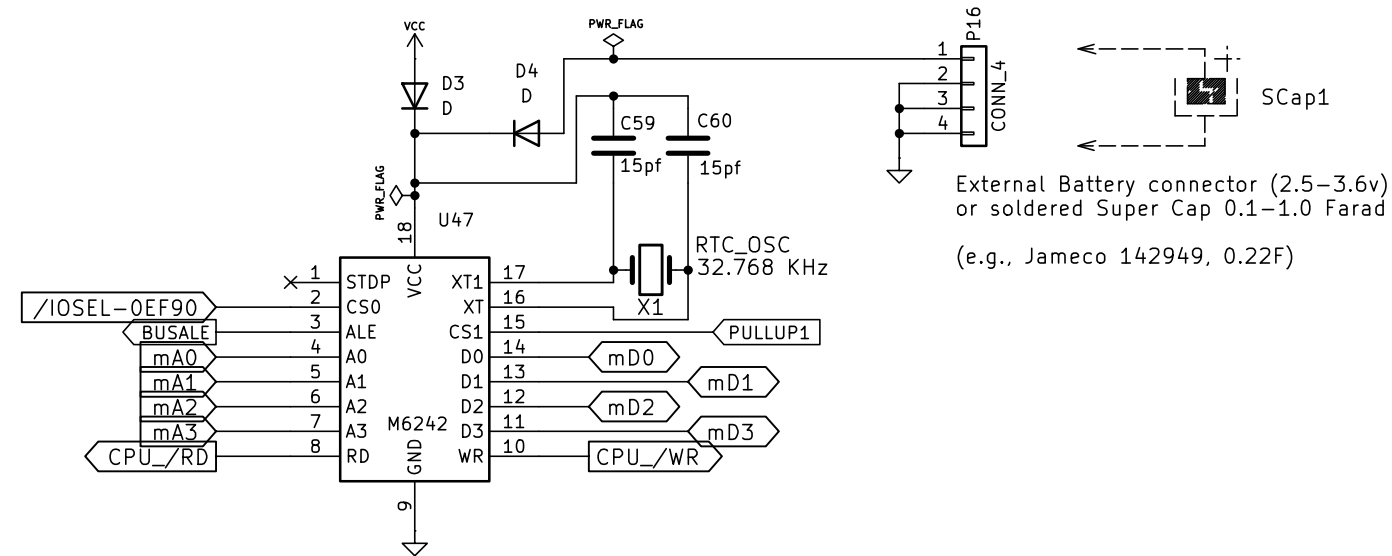 VCC
PWR_FLAG
P16
D3
D
D4
D
1
2
3
4
CONN_4
C59
15pf
C60
15pf
SCap1
External Battery connector (2.5-3.6v)
or soldered Super Cap 0.1-1.0 Farad
(e.g., Jameco 142949, 0.22F)
PWR_FLAG
U47
18
VCC
RTC_OSC
32.768 KHz
X1
1 STDP
/IOSEL-0EF90 2 CS0
BUSALE 3 ALE
mA0 4 A0
mA1 5 A1
mA2 6 A2
mA3 7 A3
CPU_/RD 8 RD
XT1 17
XT 16
CS1 15 PULLUP1
D0 14 mD0
D1 13 mD1
D2 12 mD2
D3 11 mD3
WR 10 CPU_/WR
M6242
GND
9